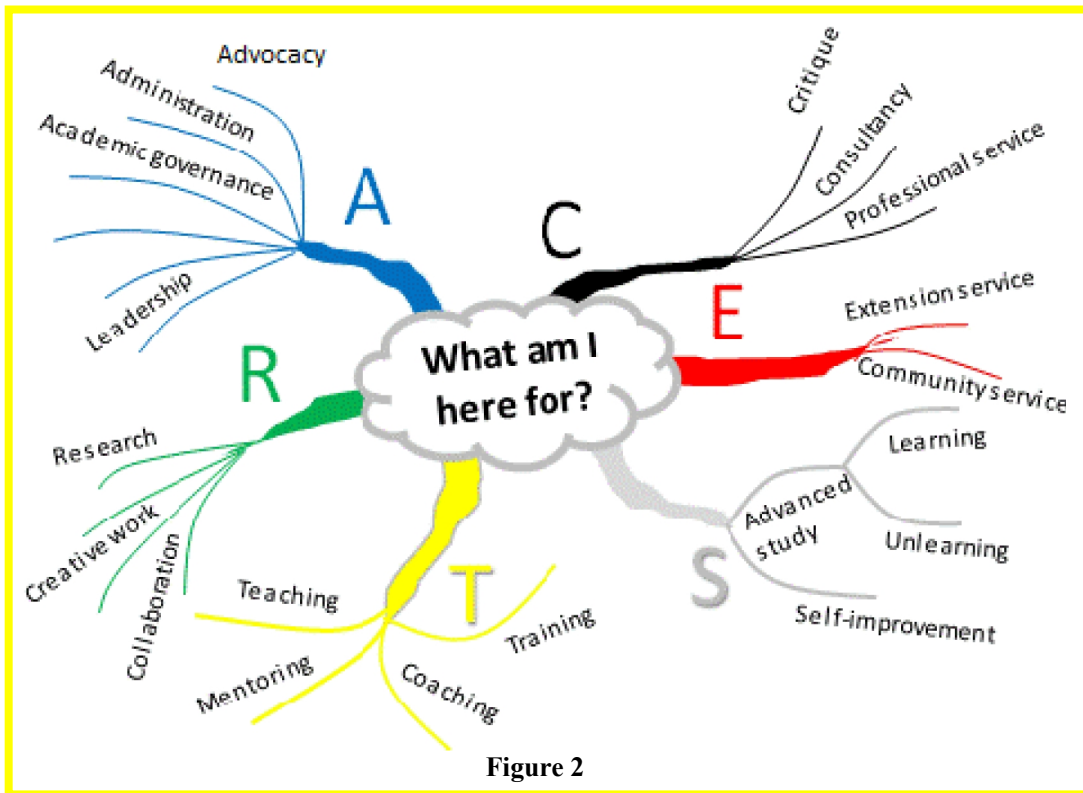 Advocacy
Administration
Academic governance
Leadership
A
C
Critique
Consultancy
Professional service
E
Extension service
Community service
What am I
here for?
R
Research
Creative work
Collaboration
T
Teaching
Mentoring
Coaching
Training
S
Advanced
study
Learning
Unlearning
Self-improvement
Figure 2